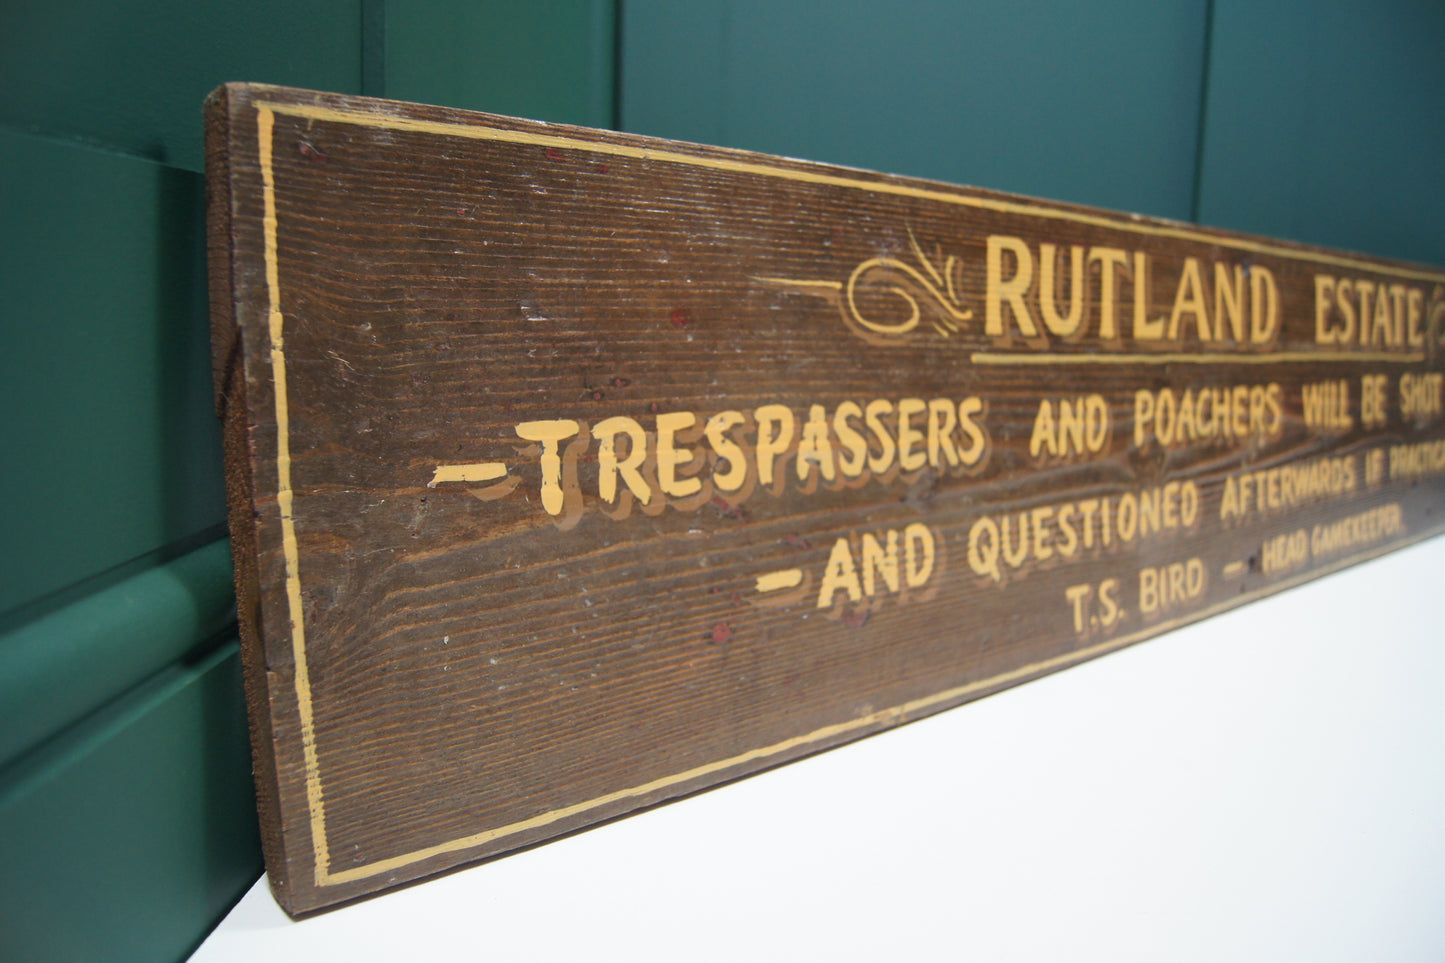 RUTLAND ESTATE
-TRESPASSERS AND POACHERS WILL BE SHOT
-AND QUESTIONED AFTERWARDS IF
T.S. BIRD - HEAD GAMEKEEPER.